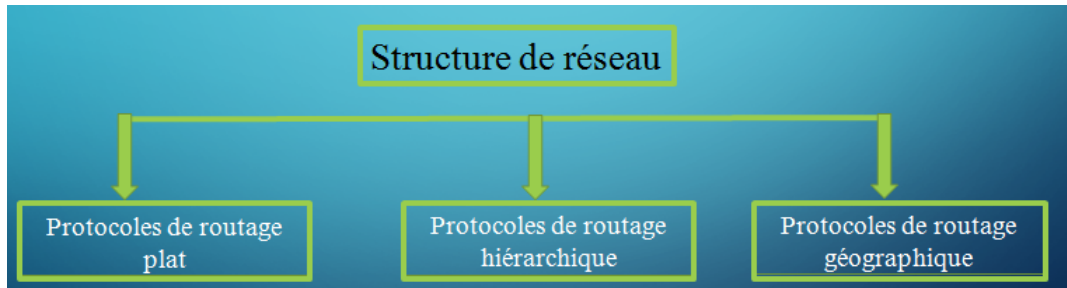 Structure de réseau
Protocoles de routage
plat
Protocoles de routage
hiérarchique
Protocoles de routage
géographique